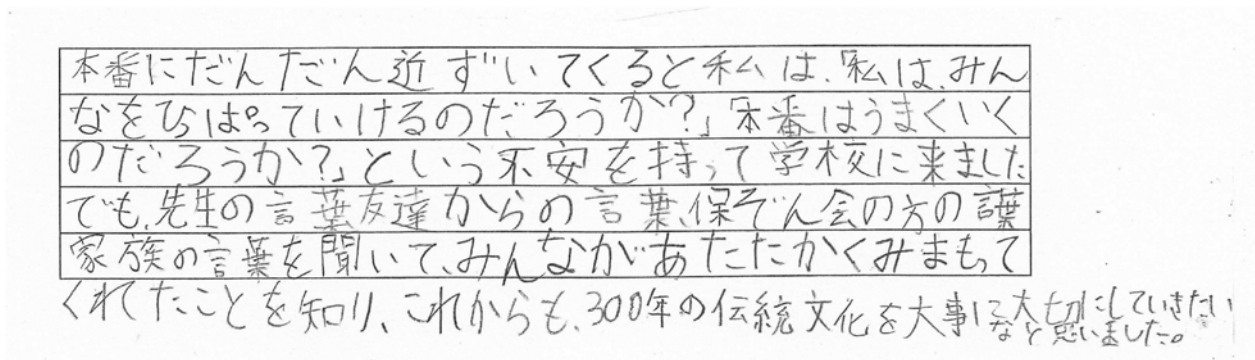 本番にだんだん近ずいてくると私は、「私は、みん
なをひぱっていけるのだろうか?」「本番はうまくいく
のだろうか?」という不安を持って学校に来ました
でも、先生の言葉友達からの言葉、保ぞん会の方の言葉
家族の言葉を聞いて、みんながあたたかくみまもって
くれてたことを知り、これからも、300年の伝統文化を大事に大切にしていきたい
なと思いました。